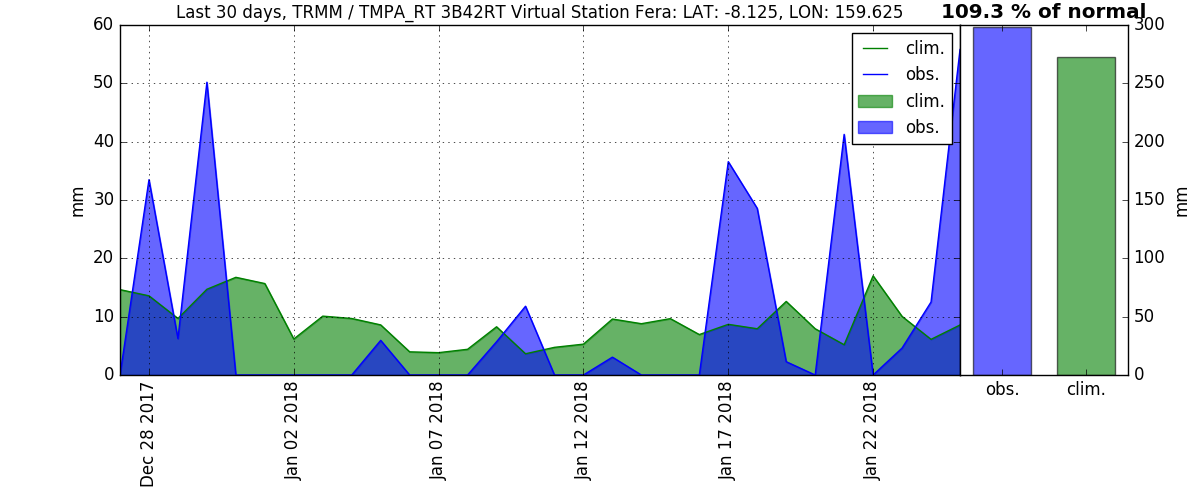 Last 30 days, TRMM / TMPA_RT 3B42RT Virtual Station Fera: LAT: -8.125, LON: 159.625
109.3 % of normal
60
50
40
30
20
10
0
mm
clim.
obs.
clim.
obs.
Dec 28 2017
Jan 02 2018
Jan 07 2018
Jan 12 2018
Jan 17 2018
Jan 22 2018
300
250
200
150
100
50
0
mm
obs.
clim.